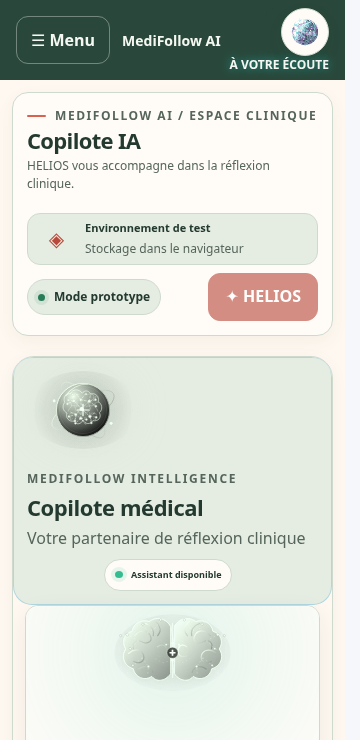 ☰ Menu
MediFollow AI
À VOTRE ÉCOUTE
MEDIFOLLOW AI / ESPACE CLINIQUE
Copilote IA
HELIOS vous accompagne dans la réflexion
clinique.
Environnement de test
Stockage dans le navigateur
Mode prototype
✦ HELIOS
MEDIFOLLOW INTELLIGENCE
Copilote médical
Votre partenaire de réflexion clinique
Assistant disponible